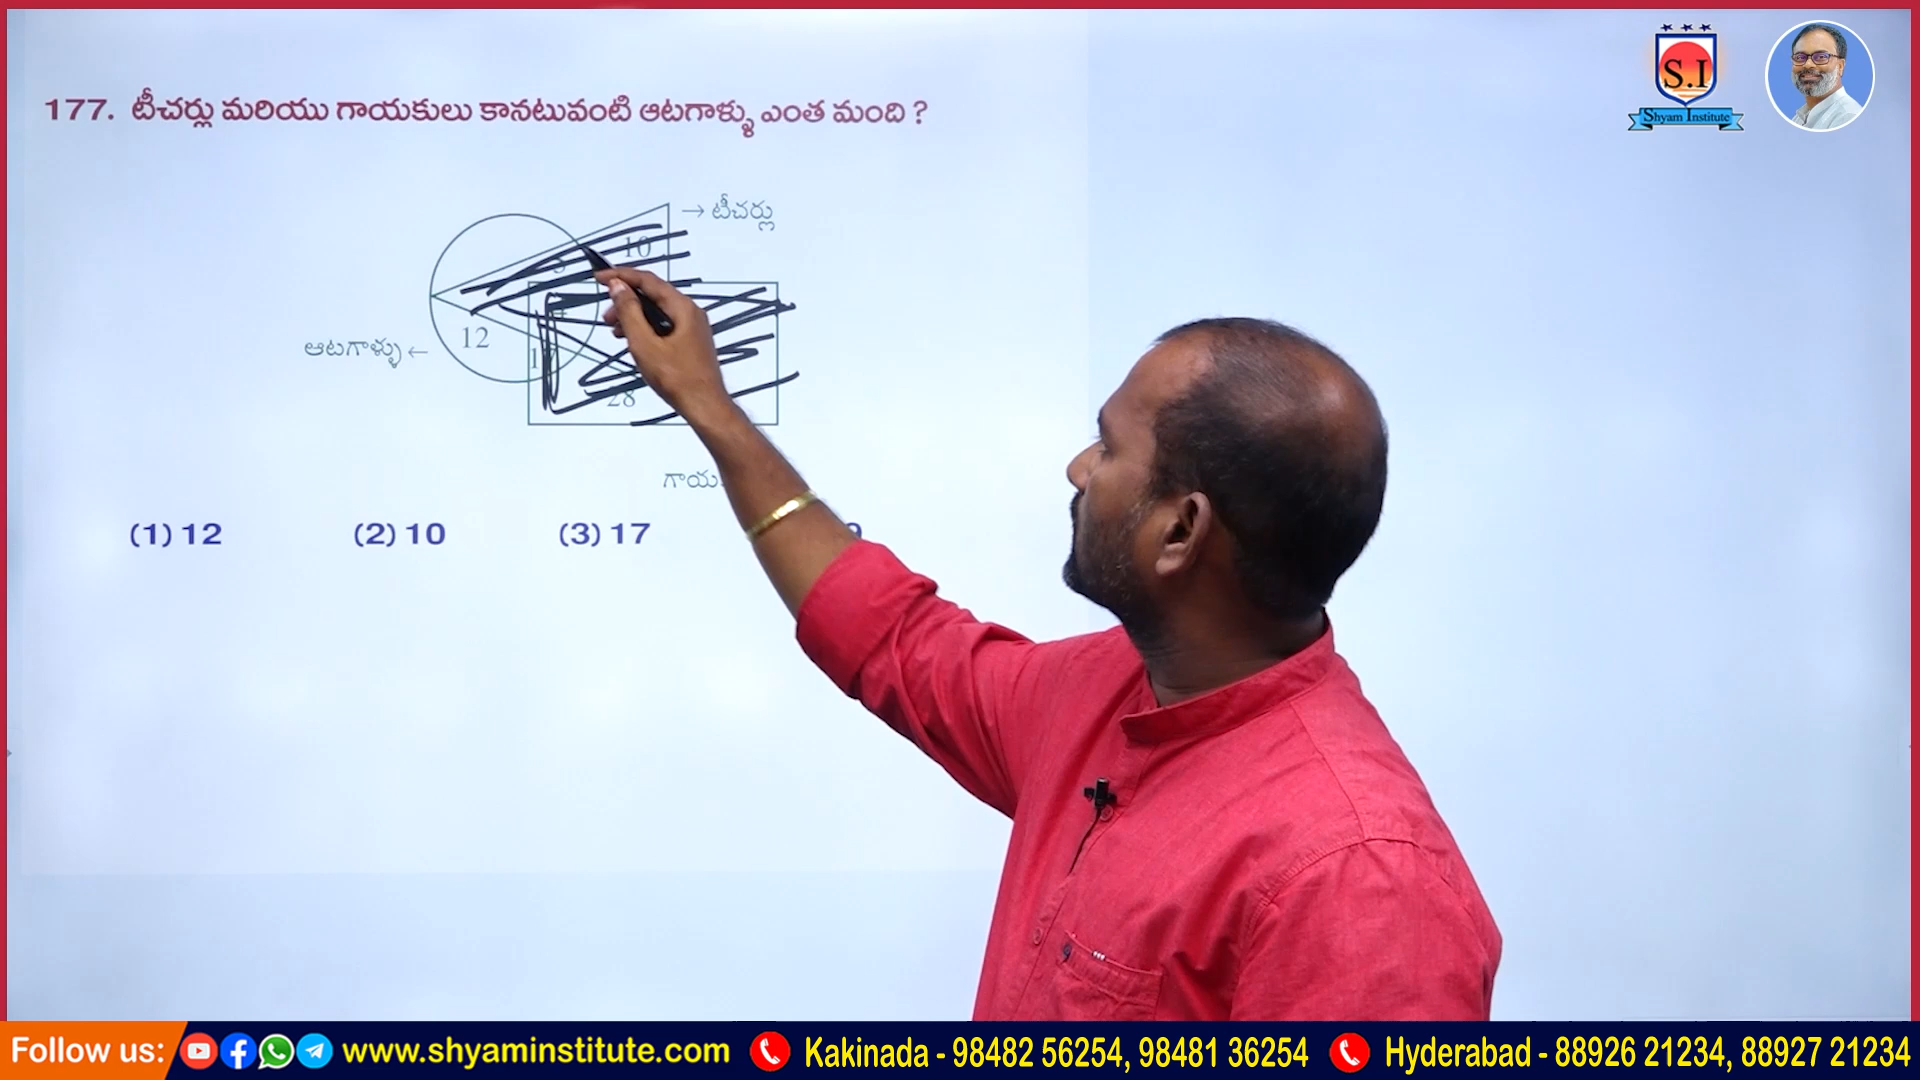 S.I
Shyam Institute
177. టీచర్లు మరియు గాయకులు కానటువంటి ఆటగాళ్ళు ఎంత మంది ?
→ టీచర్లు
10
12
ఆటగాళ్ళు ←
28
(1) 12 (2) 10 (3) 17
Follow us: www.shyaminstitute.com Kakinada - 98482 56254, 98481 36254 Hyderabad - 88926 21234, 88927 21234